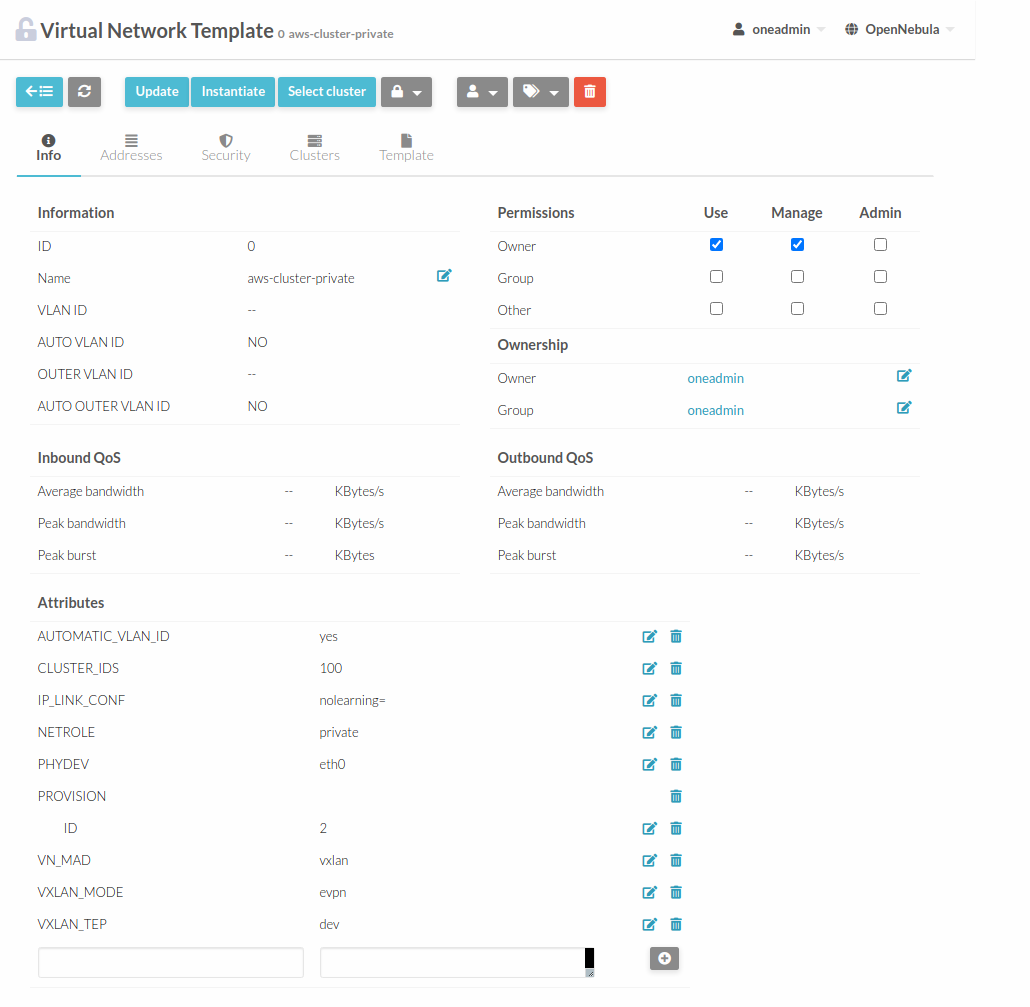 Virtual Network Template 0 aws-cluster-private
oneadmin
OpenNebula
Update
Instantiate
Select cluster
Info
Addresses
Security
Clusters
Template
Information
ID 0
Name aws-cluster-private
VLAN ID --
AUTO VLAN ID NO
OUTER VLAN ID --
AUTO OUTER VLAN ID NO
Permissions Use Manage Admin
Owner
Group
Other
Ownership
Owner oneadmin
Group oneadmin
Inbound QoS
Average bandwidth -- KBytes/s
Peak bandwidth -- KBytes/s
Peak burst -- KBytes
Outbound QoS
Average bandwidth -- KBytes/s
Peak bandwidth -- KBytes/s
Peak burst -- KBytes/s
Attributes
AUTOMATIC_VLAN_ID yes
CLUSTER_IDS 100
IP_LINK_CONF nolearning=
NETROLE private
PHYDEV eth0
PROVISION
ID 2
VN_MAD vxlan
VXLAN_MODE evpn
VXLAN_TEP dev